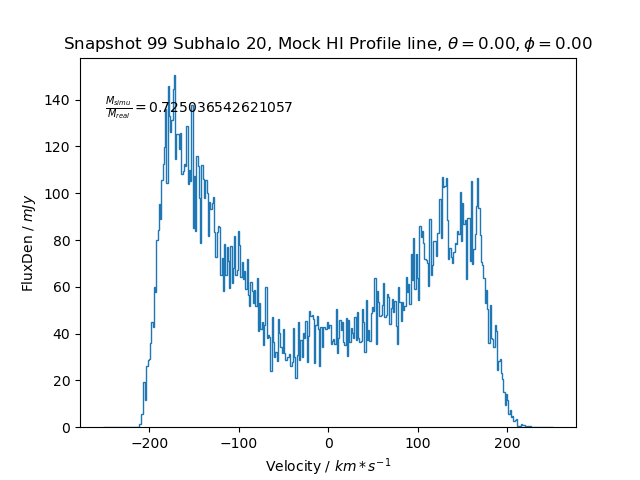 Snapshot 99 Subhalo 20, Mock HI Profile line, θ = 0.00, ϕ = 0.00
M_simu/M_real = 0.725036542621057
FluxDen / mJy
140
120
100
80
60
40
20
0
−200 −100 0 100 200
Velocity / km * s⁻¹